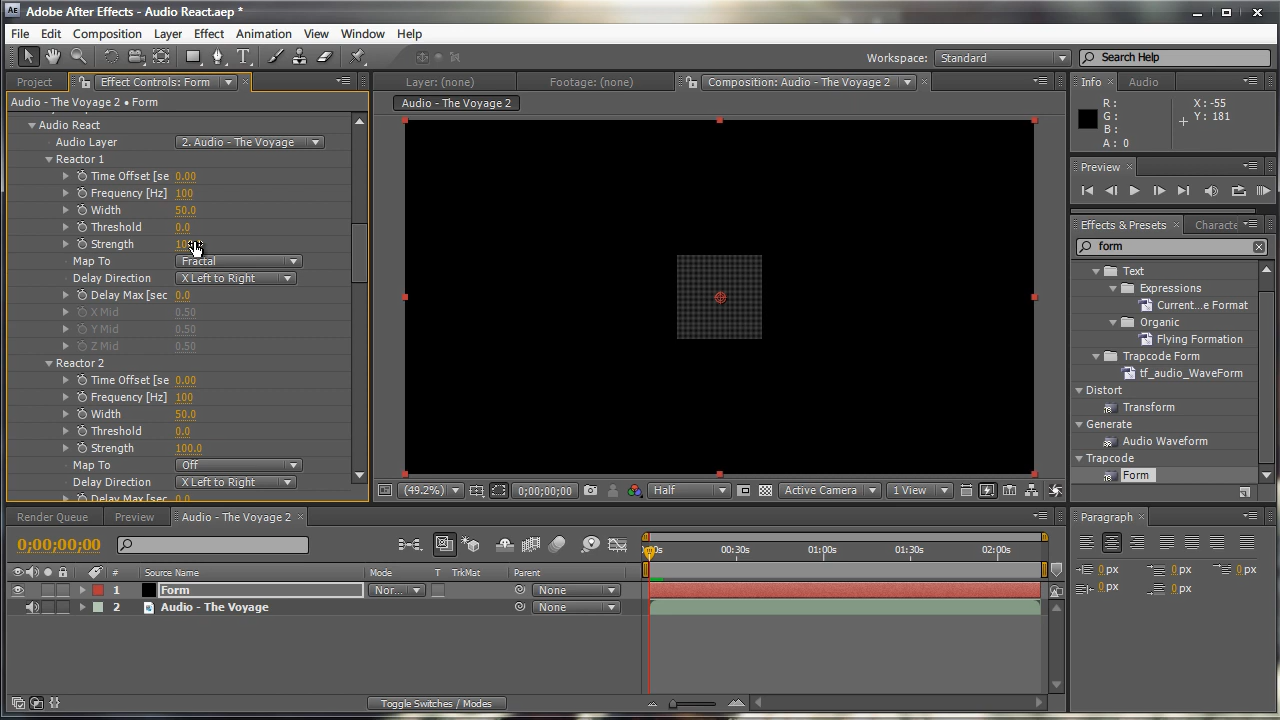 Adobe After Effects - Audio React.aep *
File Edit Composition Layer Effect Animation View Window Help
Workspace: Standard Search Help
Project Effect Controls: Form
Layer: (none) Footage: (none) Composition: Audio - The Voyage 2
Info Audio
Audio - The Voyage 2 • Form
Audio - The Voyage 2
R: X: -55
G: Y: 181
B:
A: 0
Audio React
Audio Layer 2. Audio - The Voyage
Reactor 1
Time Offset [se 0.00
Frequency [Hz] 100
Width 50.0
Threshold 0.0
Strength
Map To Fractal
Delay Direction X Left to Right
Delay Max [sec 0.0
X Mid 0.50
Y Mid 0.50
Z Mid 0.50
Reactor 2
Time Offset [se 0.00
Frequency [Hz] 100
Width 50.0
Threshold 0.0
Strength 100.0
Map To Off
Delay Direction X Left to Right
Delay Max [sec 0.0
Preview
Effects & Presets Characte
form
Text
Expressions
Current...e Format
Organic
Flying Formation
Trapcode Form
tf_audio_WaveForm
Distort
Transform
Generate
Audio Waveform
Trapcode
Form
(49.2%) 0;00;00;00 Half Active Camera 1 View
Render Queue Preview Audio - The Voyage 2
Paragraph
0;00;00;00
00:30s 01:00s 01:30s 02:00s
# Source Name Mode T TrkMat Parent
1 Form Nor... None
2 Audio - The Voyage None
0 px 0 px 0 px
0 px 0 px
Toggle Switches / Modes